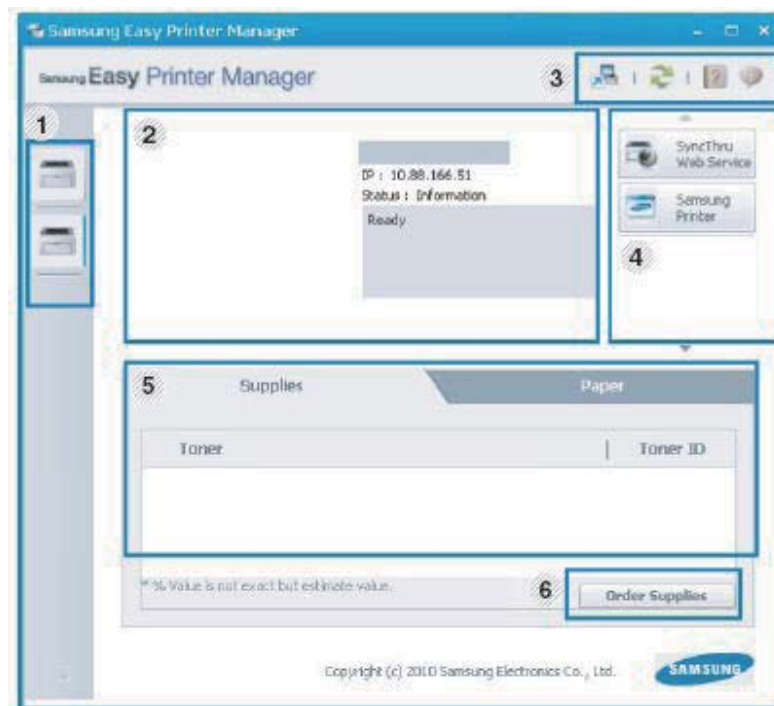 Samsung Easy Printer Manager
Samsung Easy Printer Manager
3
1
2
IP : 10.88.166.51
Status : Information
Ready
SyncThru
Web Service
Samsung
Printer
4
5
Supplies
Paper
Toner
Toner ID
* % Value is not exact but estimate value.
6
Order Supplies
Copyright (c) 2010 Samsung Electronics Co., Ltd.
SAMSUNG